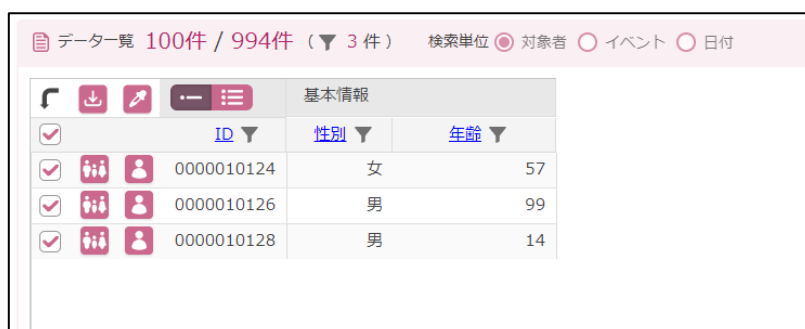 データ一覧 100件 / 994件 ( 3 件 ) 検索単位 対象者 イベント 日付
基本情報
ID 性別 年齢
0000010124 女 57
0000010126 男 99
0000010128 男 14